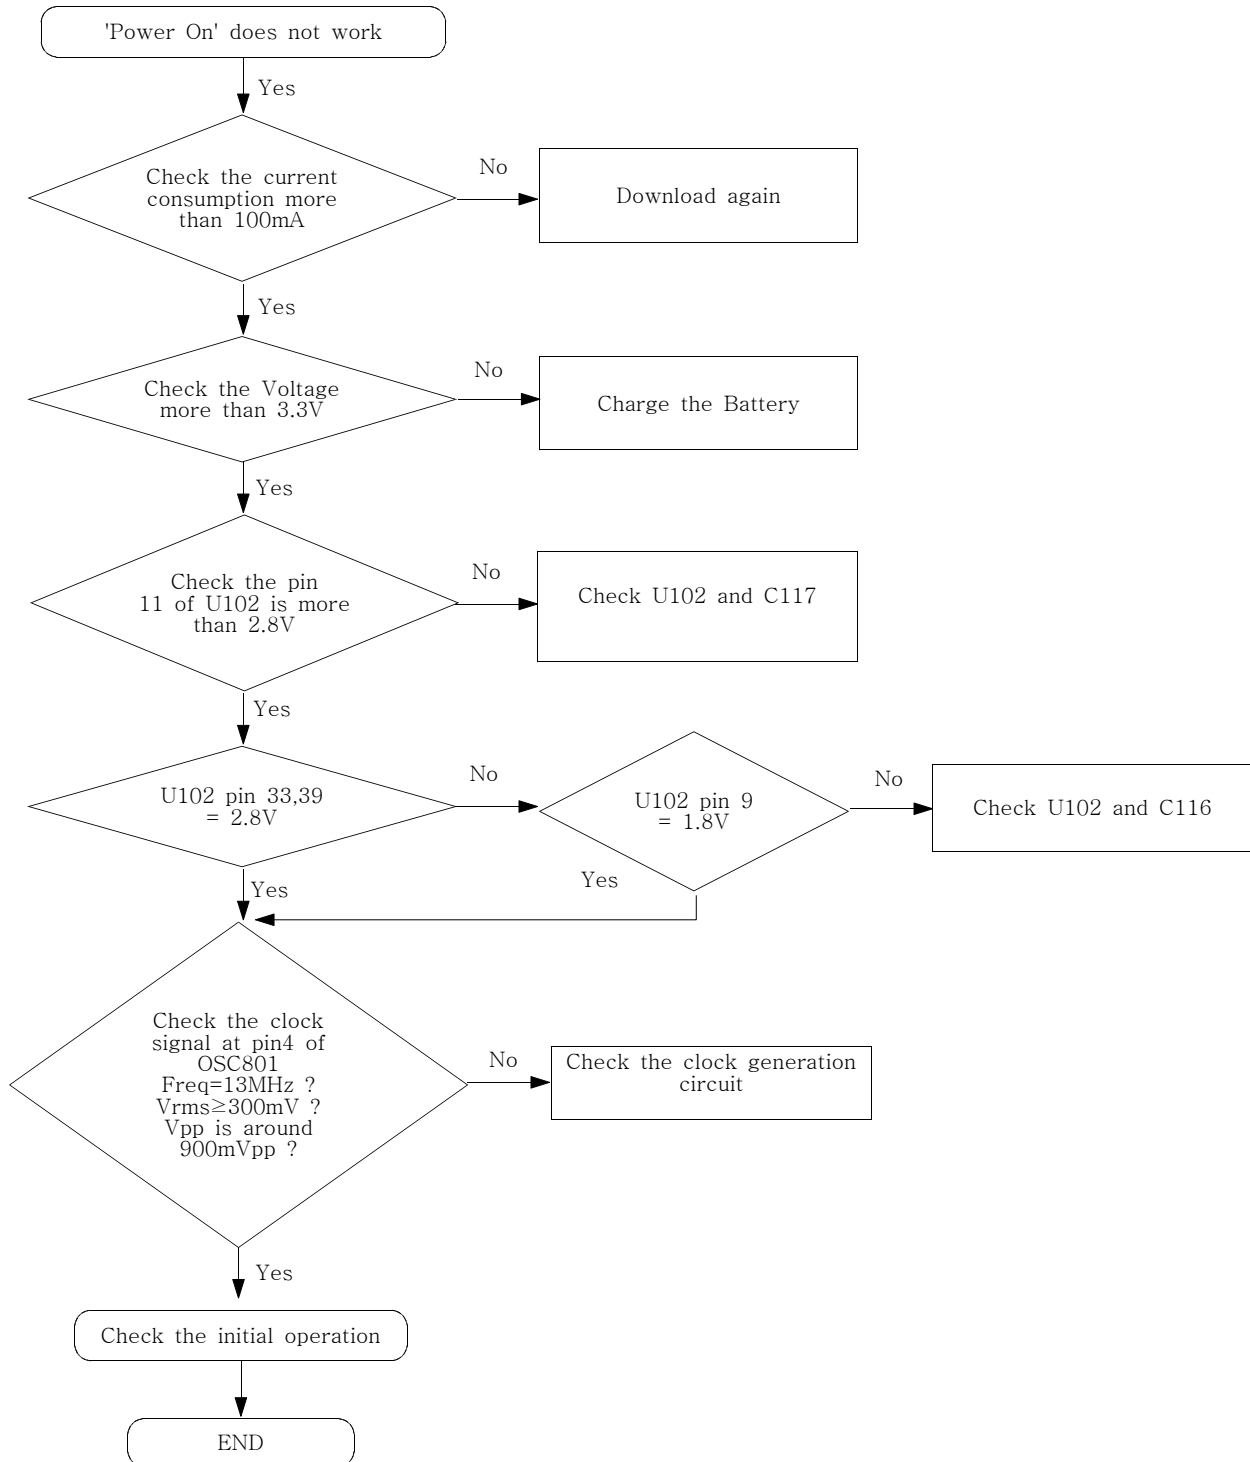 'Power On' does not work
Yes
Check the current
consumption more
than 100mA
No
Download again
Yes
Check the Voltage
more than 3.3V
No
Charge the Battery
Yes
Check the pin
11 of U102 is more
than 2.8V
No
Check U102 and C117
Yes
U102 pin 33,39
= 2.8V
No
U102 pin 9
= 1.8V
No
Check U102 and C116
Yes
Yes
Check the clock
signal at pin4 of
OSC801
Freq=13MHz ?
Vrms≥300mV ?
Vpp is around
900mVpp ?
No
Check the clock generation
circuit
Yes
Check the initial operation
END